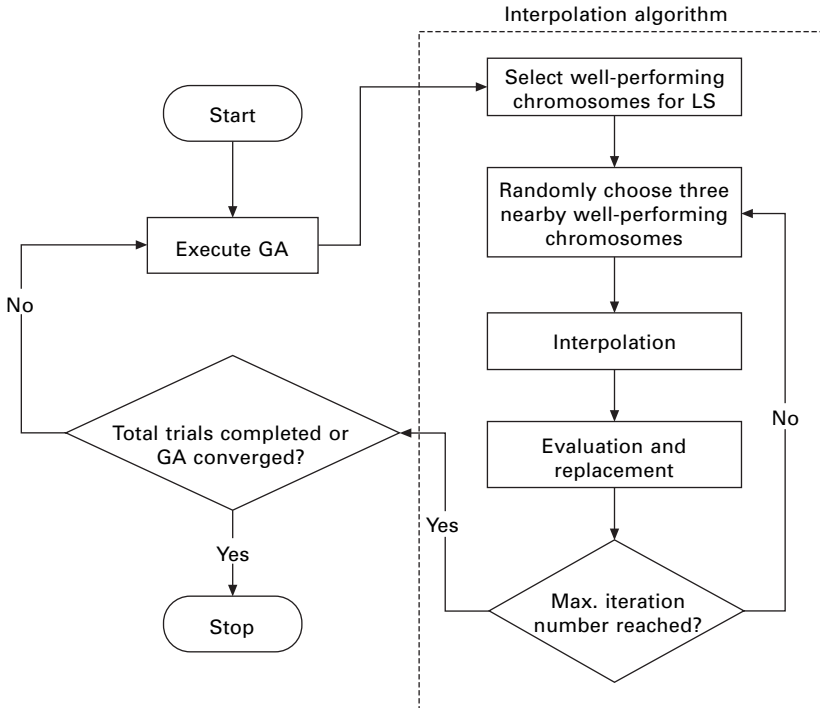 Interpolation algorithm
Start
Execute GA
Select well-performing
chromosomes for LS
Randomly choose three
nearby well-performing
chromosomes
Interpolation
Evaluation and
replacement
Max. iteration
number reached?
No
Yes
Total trials completed or
GA converged?
No
Yes
Stop